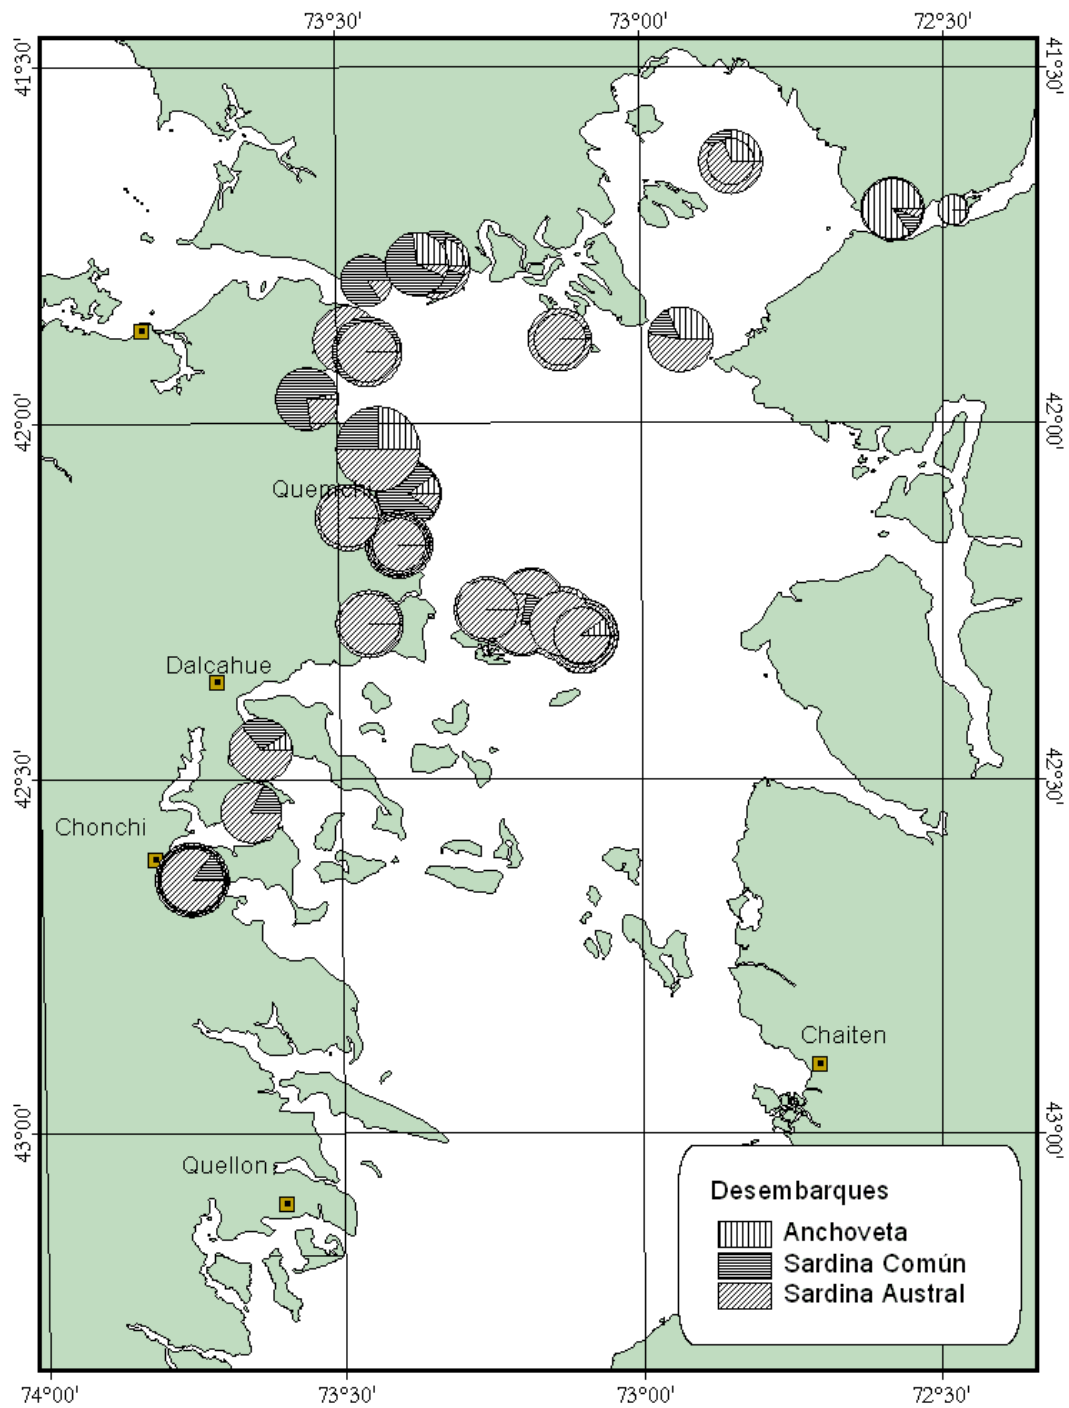 73°30' 73°00' 72°30'
41°30' 41°30'
42°00' 42°00'
Quemchi
Dalcahue
42°30' 42°30'
Chonchi
Chaiten
43°00' 43°00'
Quellon
Desembarques
Anchoveta
Sardina Común
Sardina Austral
74°00' 73°30' 73°00' 72°30'